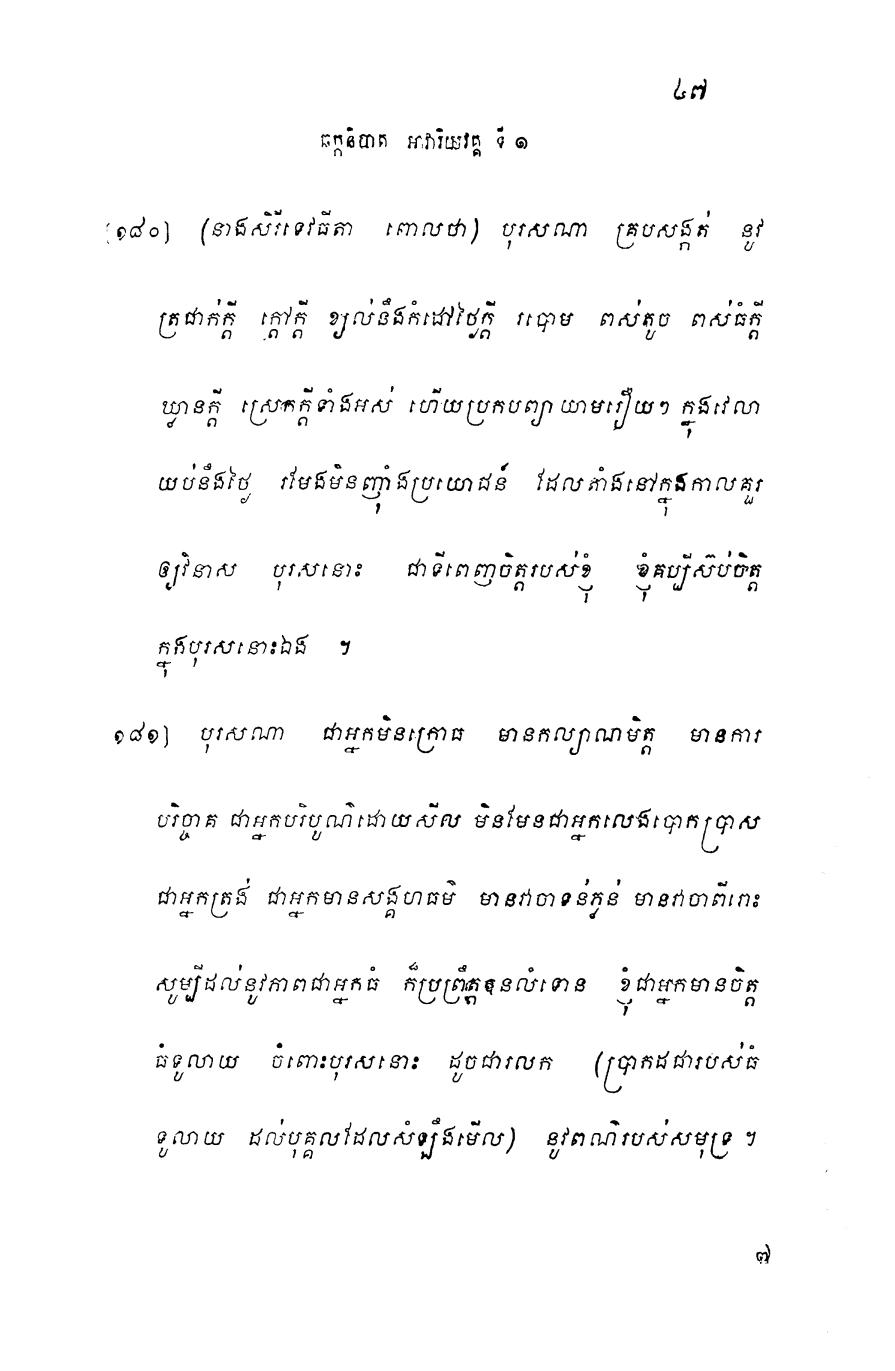 ៤៧
ឆក្កនិបាត អាវារិយវគ្គ ទី ១
[១៨០] (នាងសិរីទេវធីតា ពោលថា) បុរសណា គ្របសង្កត់ នូវ
ត្រជាក់ក្តី ក្តៅក្តី ខ្យល់នឹងកំដៅថ្ងៃក្តី របោម ពស់តូច ពស់ធំក្តី
ឃ្លានក្តី ស្រេកក្តីទាំងអស់ ហើយប្រកបព្យាយាមរឿយៗ ក្នុងវេលា
យប់នឹងថ្ងៃ រមែងមិនញុំាងប្រយោជន៍ ដែលតាំងនៅក្នុងកាលគួរ
ឲ្យវិនាស បុរសនោះ ជាទីពេញចិត្តរបស់ខ្ញុំ ខ្ញុំគប្បីស៊ប់ចិត្ត
ក្នុងបុរសនោះឯង ។
១៨១] បុរសណា ជាអ្នកមិនក្រោធ មានកល្យាណមិត្ត មានការ
បរិច្ចាគ ជាអ្នកបរិបូណ៌ដោយសីល មិនមែនជាអ្នកលេងបោកប្រាស
ជាអ្នកត្រង់ ជាអ្នកមានសង្គហធម៌ មានវាចាទន់ភ្លន់ មានវាចាពីរោះ
សូម្បីដល់នូវភាពជាអ្នកធំ ក៏ប្រព្រឹត្តឱនលំទោន ខ្ញុំជាអ្នកមានចិត្ត
ធំទូលាយ ចំពោះបុរសនោះ ដូចជារលក (ប្រាកដជារបស់ធំ
ទូលាយ ដល់បុគ្គលដែលសំឡឹងមើល) នូវពណ៌របស់សមុទ្រ ។
៧